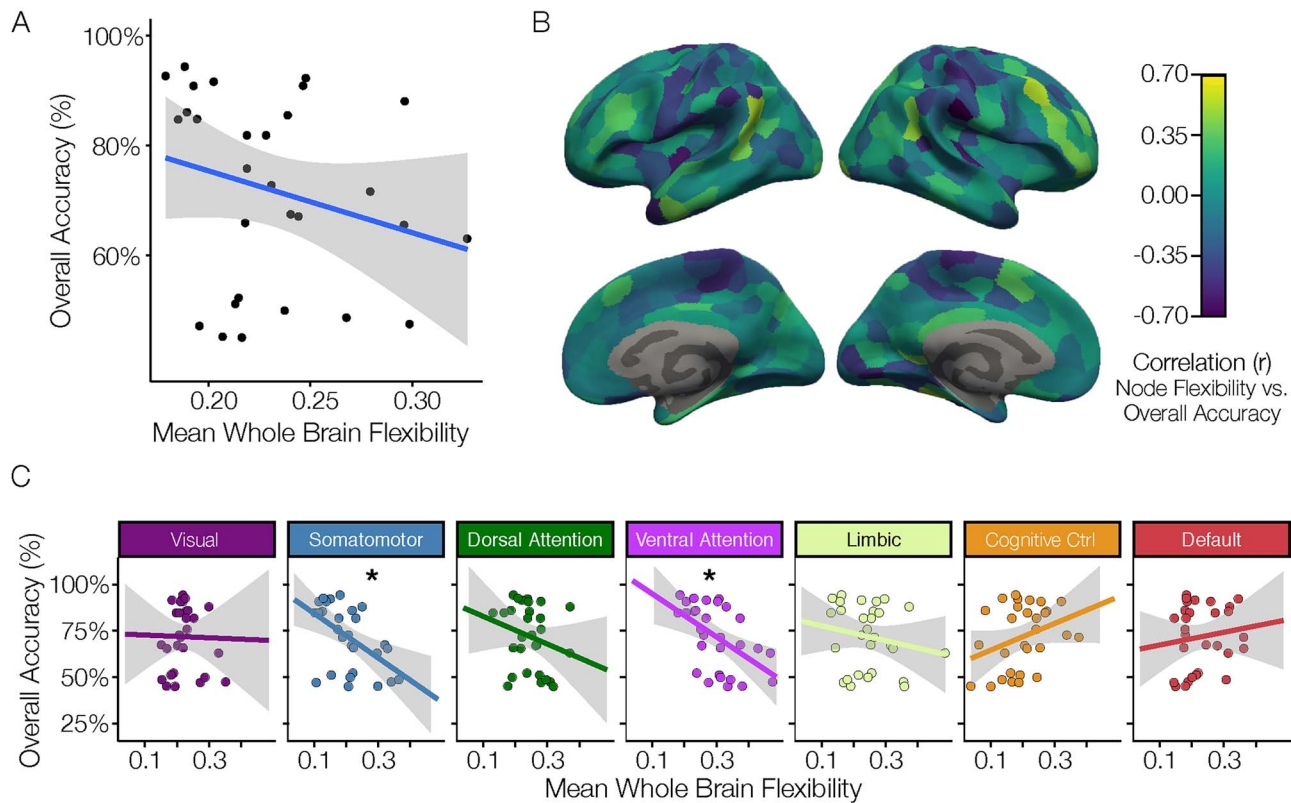 A
100%
80%
60%
Overall Accuracy (%)
0.20 0.25 0.30
Mean Whole Brain Flexibility
B
0.70
0.35
0.00
-0.35
-0.70
Correlation (r)
Node Flexibility vs.
Overall Accuracy
C
Visual Somatomotor Dorsal Attention Ventral Attention Limbic Cognitive Ctrl Default
* *
100%
75%
50%
25%
Overall Accuracy (%)
0.1 0.3 0.1 0.3 0.1 0.3 0.1 0.3 0.1 0.3 0.1 0.3 0.1 0.3
Mean Whole Brain Flexibility